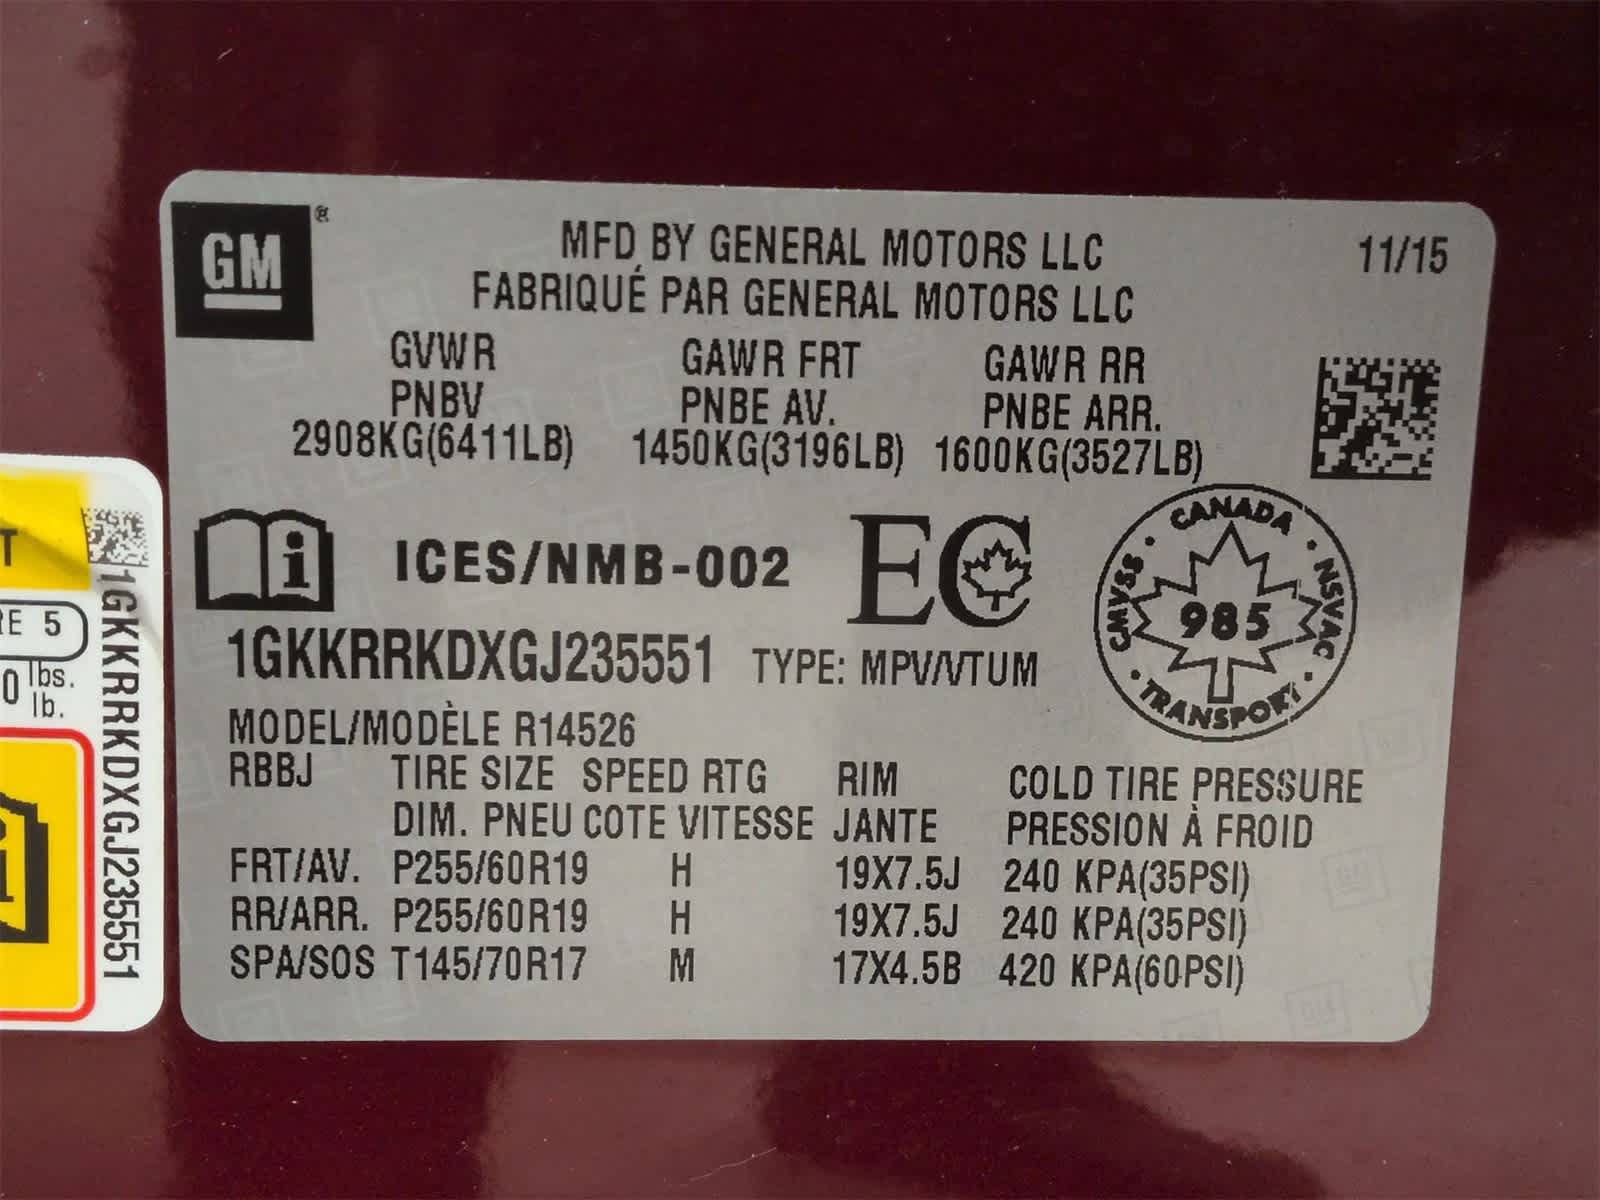 GM®
MFD BY GENERAL MOTORS LLC 11/15
FABRIQUÉ PAR GENERAL MOTORS LLC
GVWR GAWR FRT GAWR RR
PNBV PNBE AV. PNBE ARR.
2908KG(6411LB) 1450KG(3196LB) 1600KG(3527LB)
i ICES/NMB-002 EC
CANADA
CMVSS • NSVAC
985
• TRANSPORT •
1GKKRRKDXGJ235551 TYPE: MPV/VTUM
MODEL/MODÈLE R14526
RBBJ TIRE SIZE SPEED RTG RIM COLD TIRE PRESSURE
DIM. PNEU COTE VITESSE JANTE PRESSION À FROID
FRT/AV. P255/60R19 H 19X7.5J 240 KPA(35PSI)
RR/ARR. P255/60R19 H 19X7.5J 240 KPA(35PSI)
SPA/SOS T145/70R17 M 17X4.5B 420 KPA(60PSI)
T
RE 5
0 lbs.
lb.
1GKKRRKDXGJ235551
i